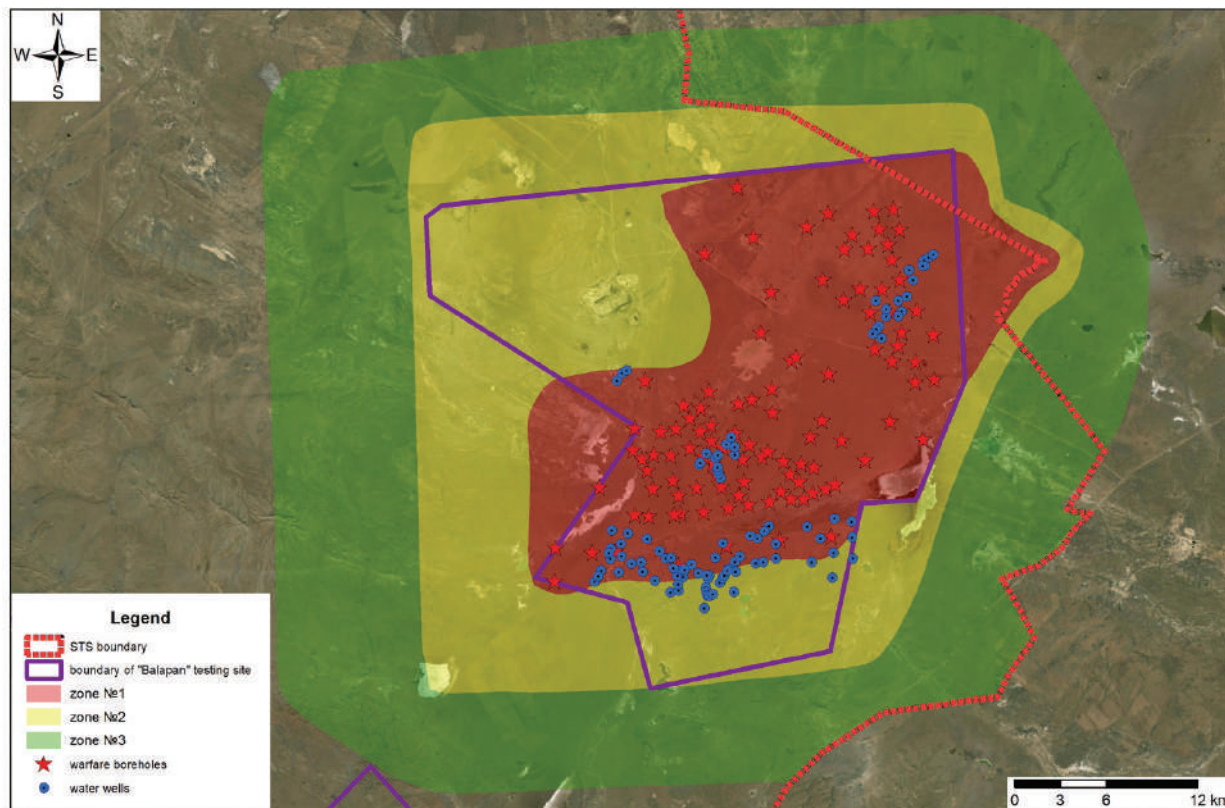 N
W E
S
Legend
STS boundary
boundary of "Balapan" testing site
zone №1
zone №2
zone №3
warfare boreholes
water wells
0 3 6 12 km